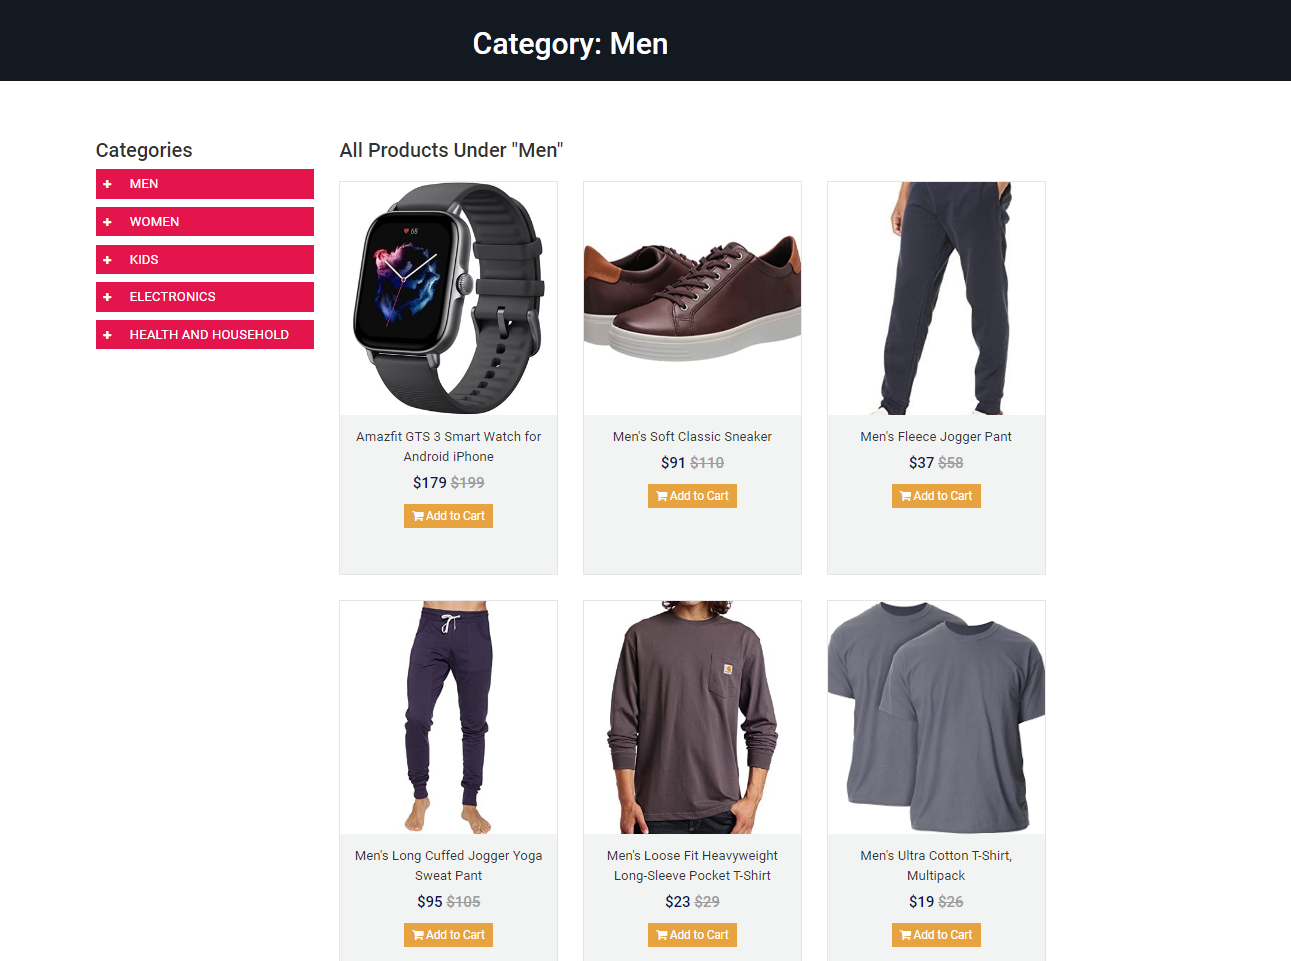 Category: Men
Categories
MEN
WOMEN
KIDS
ELECTRONICS
HEALTH AND HOUSEHOLD
All Products Under "Men"
68
Amazfit GTS 3 Smart Watch for
Android iPhone
$179 $199
Add to Cart
Men's Soft Classic Sneaker
$91 $110
Add to Cart
Men's Fleece Jogger Pant
$37 $58
Add to Cart
Men's Long Cuffed Jogger Yoga
Sweat Pant
$95 $105
Add to Cart
Men's Loose Fit Heavyweight
Long-Sleeve Pocket T-Shirt
$23 $29
Add to Cart
Men's Ultra Cotton T-Shirt,
Multipack
$19 $26
Add to Cart